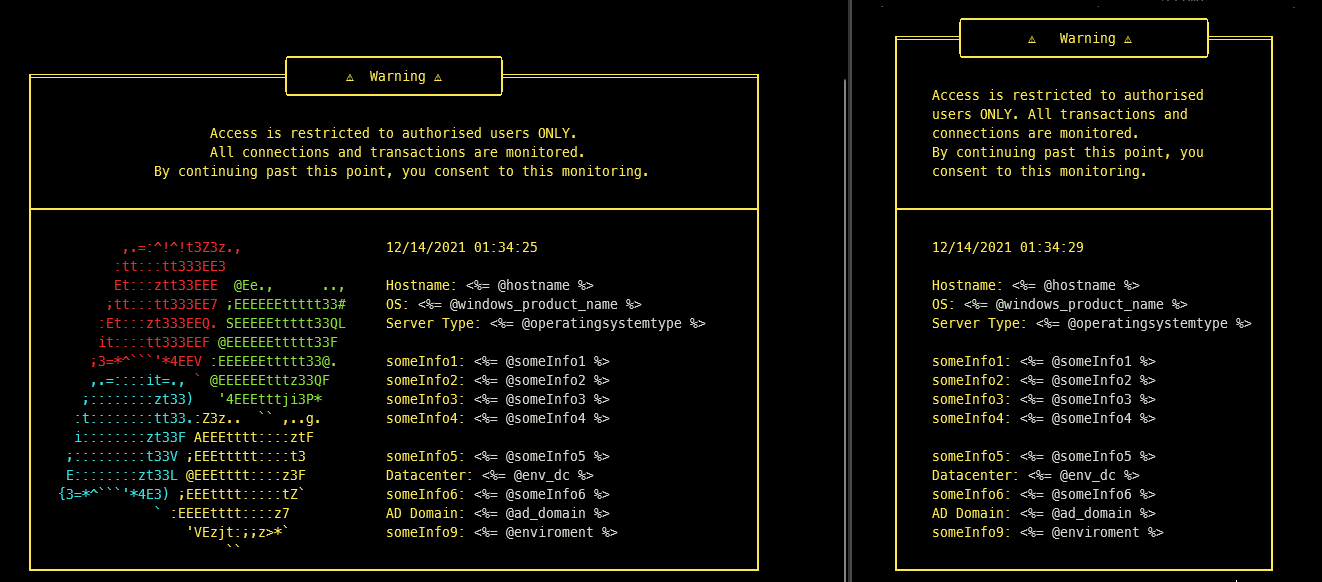 ⚠ Warning ⚠
Access is restricted to authorised users ONLY.
All connections and transactions are monitored.
By continuing past this point, you consent to this monitoring.
,.=:^!^!t3Z3z.,
:tt:::tt333EE3
Et:::ztt33EEE @Ee., ..,
;tt:::tt333EE7 ;EEEEEEttttt33#
:Et:::zt333EEQ. SEEEEEttttt33QL
it::::tt333EEF @EEEEEEttttt33F
;3=*^```'*4EEV :EEEEEEttttt33@.
,.=::::it=., ` @EEEEEEtttz33QF
;::::::::zt33) '4EEEtttji3P*
:t::::::::tt33.:Z3z.. `` ,..g.
i::::::::zt33F AEEEtttt::::ztF
;:::::::::t33V ;EEEttttt::::t3
E::::::::zt33L @EEEtttt::::z3F
{3=*^```'*4E3) ;EEEtttt:::::tZ`
` :EEEEtttt::::z7
'VEzjt:;;z>*`
``
12/14/2021 01:34:25
Hostname: <%= @hostname %>
OS: <%= @windows_product_name %>
Server Type: <%= @operatingsystemtype %>
someInfo1: <%= @someInfo1 %>
someInfo2: <%= @someInfo2 %>
someInfo3: <%= @someInfo3 %>
someInfo4: <%= @someInfo4 %>
someInfo5: <%= @someInfo5 %>
Datacenter: <%= @env_dc %>
someInfo6: <%= @someInfo6 %>
AD Domain: <%= @ad_domain %>
someInfo9: <%= @enviroment %>
⚠ Warning ⚠
Access is restricted to authorised
users ONLY. All transactions and
connections are monitored.
By continuing past this point, you
consent to this monitoring.
12/14/2021 01:34:29
Hostname: <%= @hostname %>
OS: <%= @windows_product_name %>
Server Type: <%= @operatingsystemtype %>
someInfo1: <%= @someInfo1 %>
someInfo2: <%= @someInfo2 %>
someInfo3: <%= @someInfo3 %>
someInfo4: <%= @someInfo4 %>
someInfo5: <%= @someInfo5 %>
Datacenter: <%= @env_dc %>
someInfo6: <%= @someInfo6 %>
AD Domain: <%= @ad_domain %>
someInfo9: <%= @enviroment %>